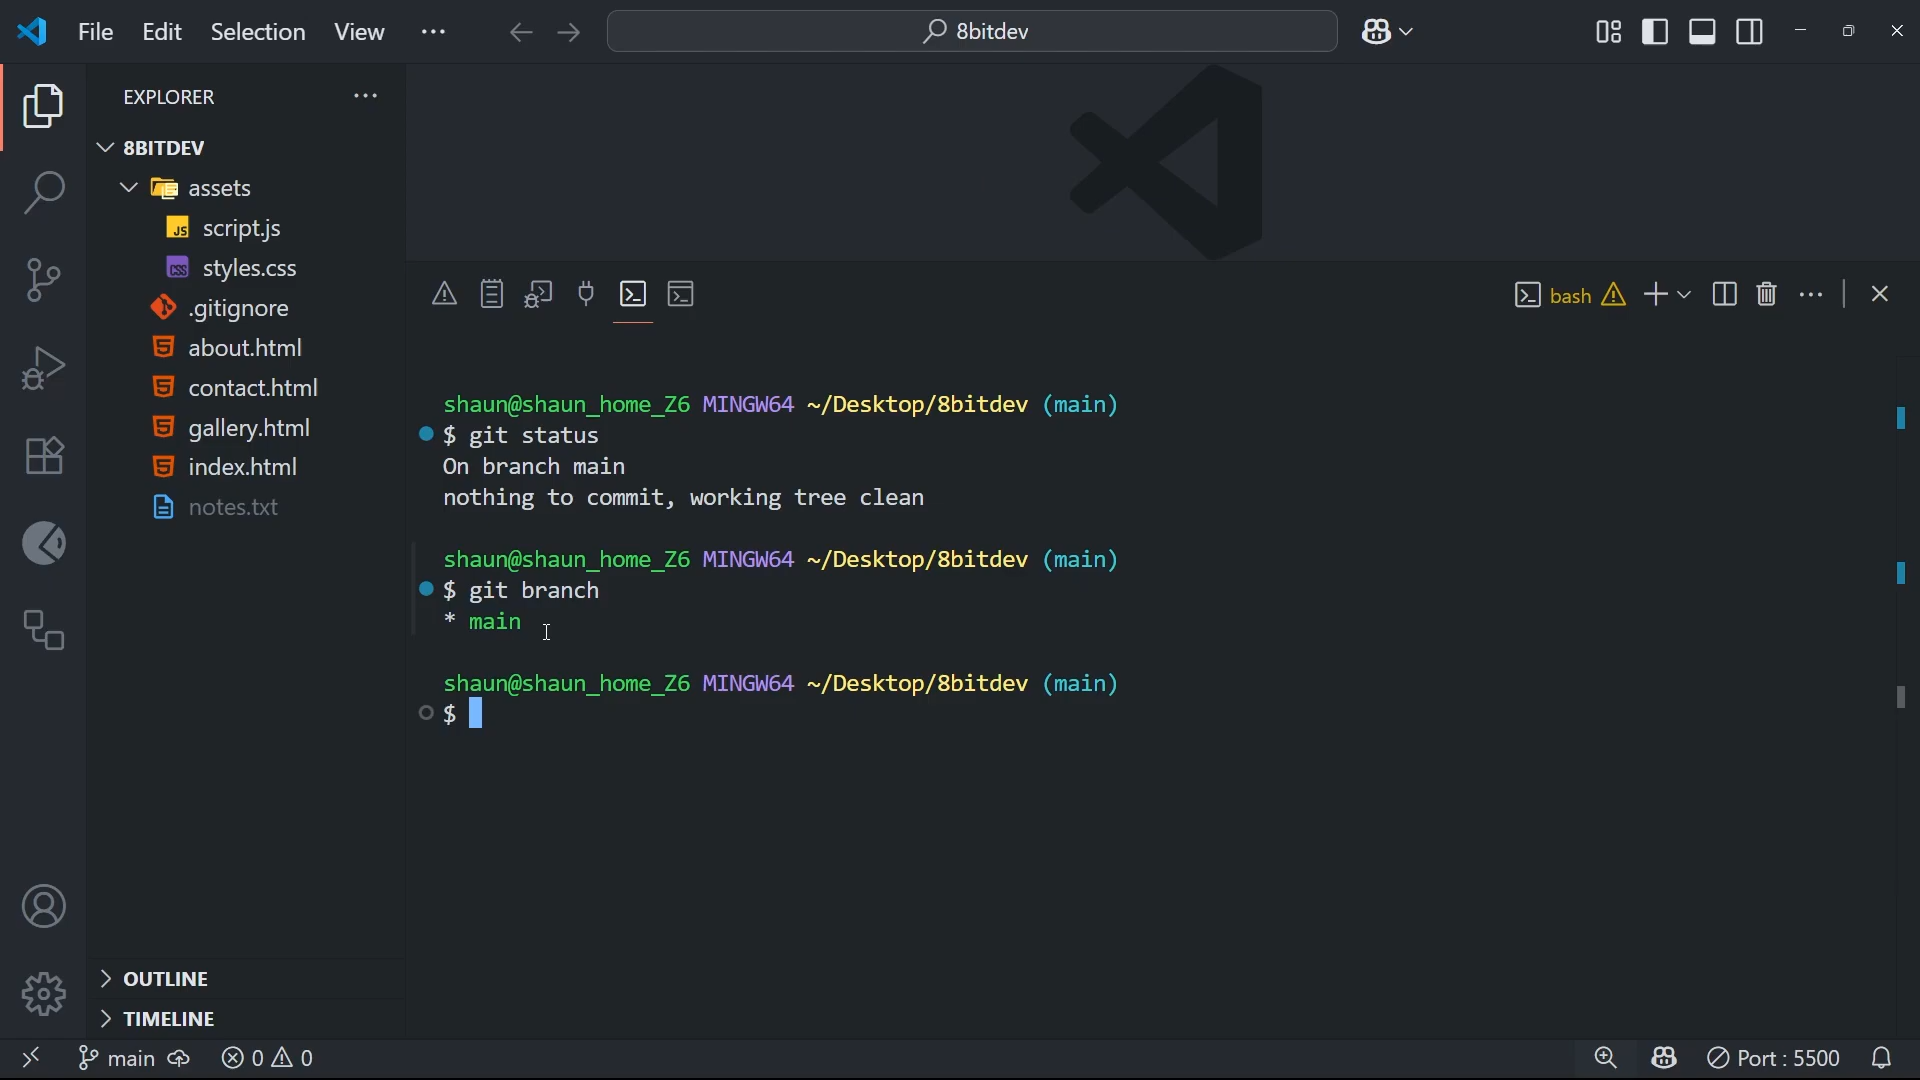 File Edit Selection View ··· 8bitdev
EXPLORER ···
8BITDEV
assets
script.js
styles.css
.gitignore
about.html
contact.html
gallery.html
index.html
notes.txt
bash
shaun@shaun_home_Z6 MINGW64 ~/Desktop/8bitdev (main)
$ git status
On branch main
nothing to commit, working tree clean
shaun@shaun_home_Z6 MINGW64 ~/Desktop/8bitdev (main)
$ git branch
* main
shaun@shaun_home_Z6 MINGW64 ~/Desktop/8bitdev (main)
$
OUTLINE
TIMELINE
main 0 0 Port : 5500